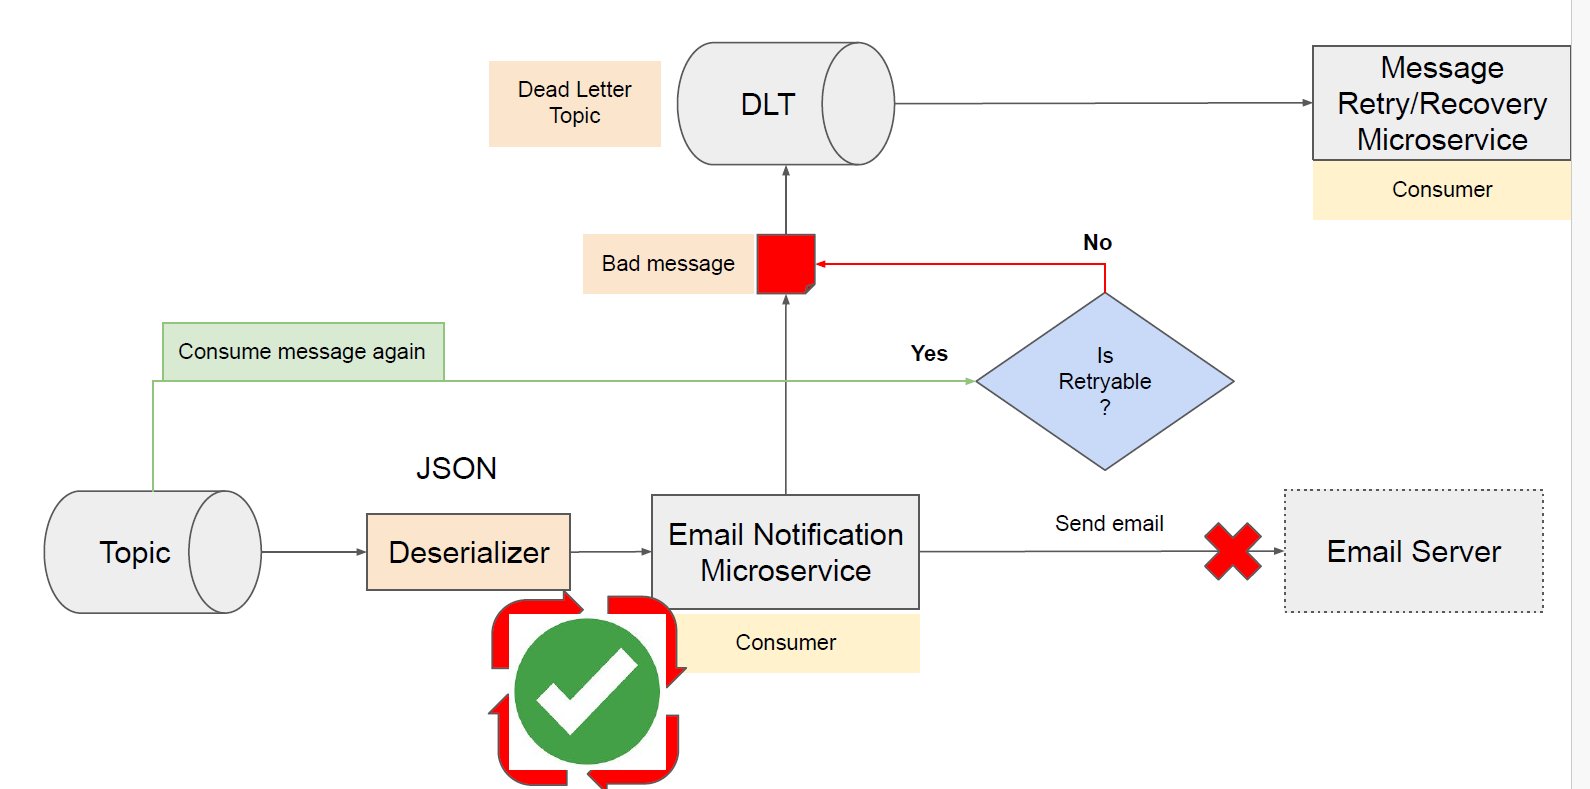 Dead Letter
Topic
DLT
Message
Retry/Recovery
Microservice
Consumer
Bad message
No
Consume message again
Yes
Is
Retryable
?
JSON
Topic
Deserializer
Email Notification
Microservice
Consumer
Send email
Email Server